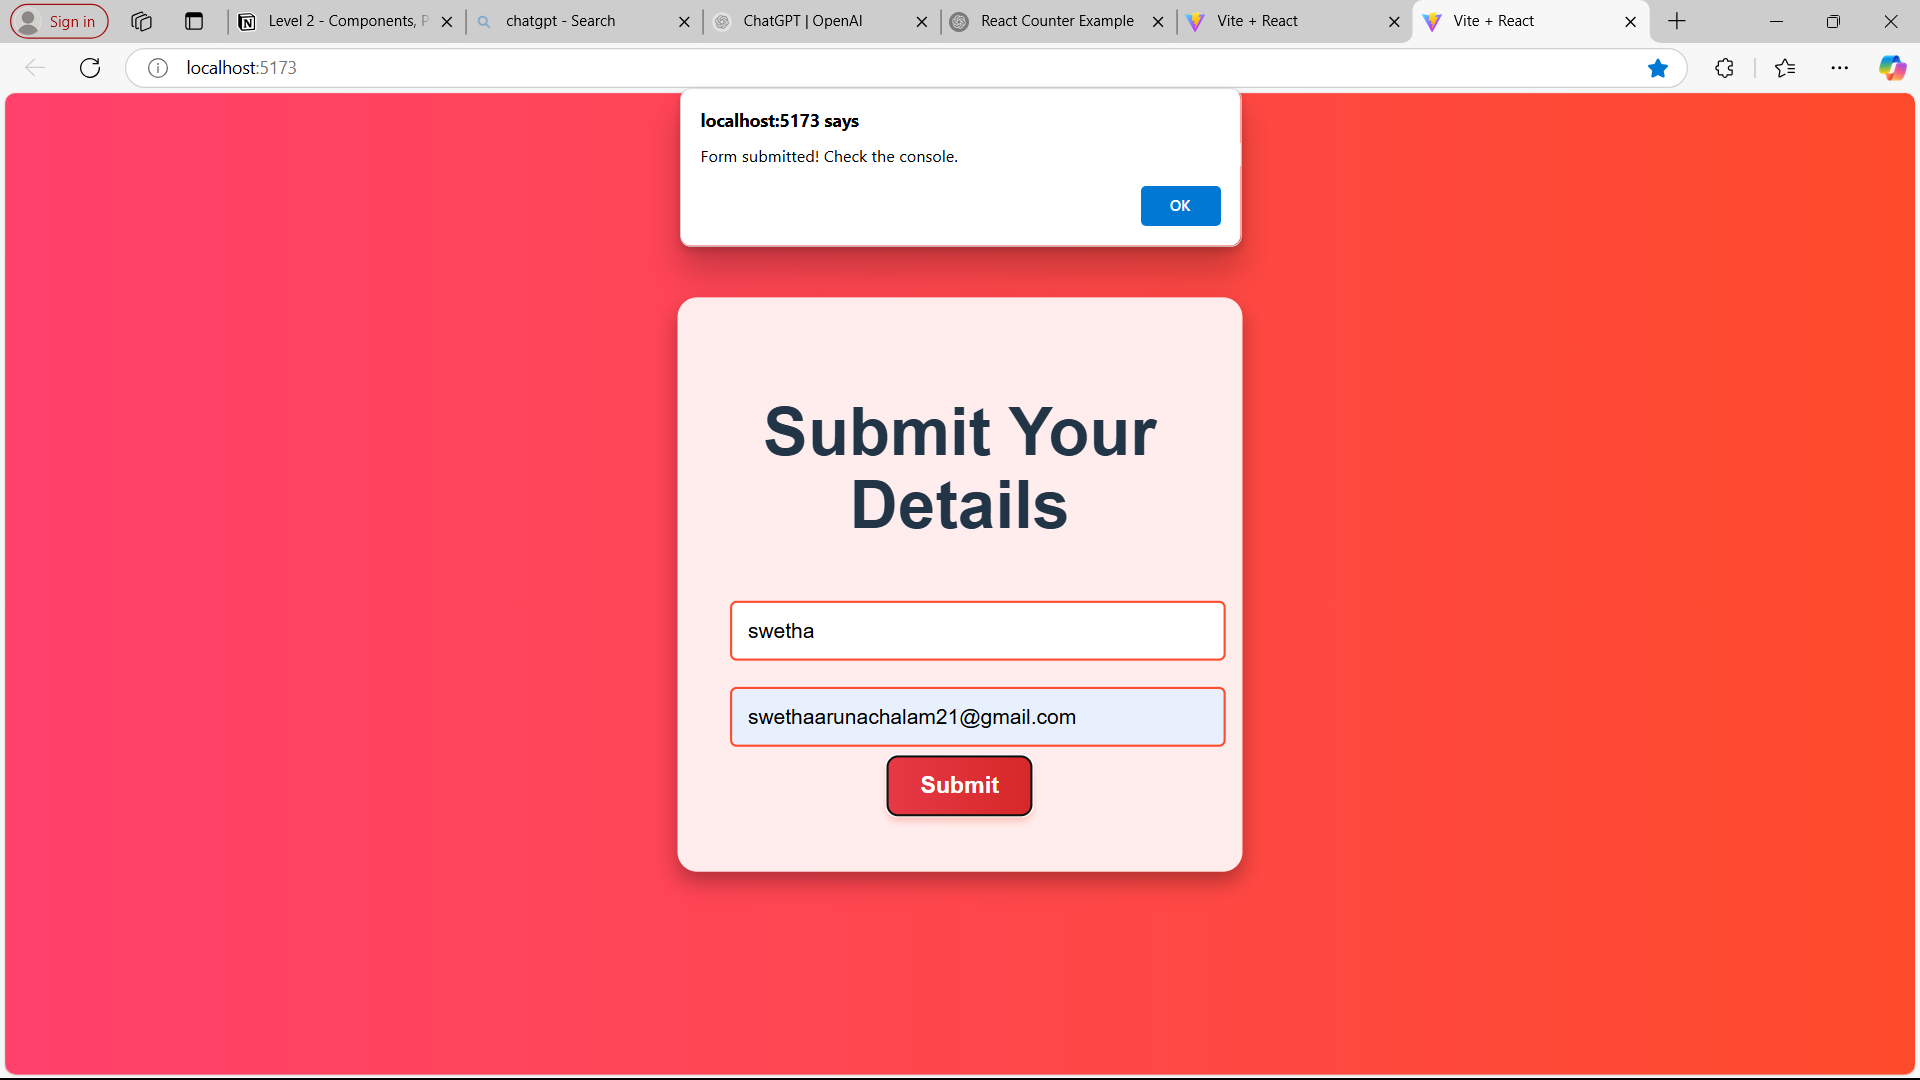 Sign in
Level 2 - Components, P
chatgpt - Search
ChatGPT | OpenAI
React Counter Example
Vite + React
Vite + React
localhost:5173
localhost:5173 says
Form submitted! Check the console.
OK
Submit Your
Details
swetha
swethaarunachalam21@gmail.com
Submit